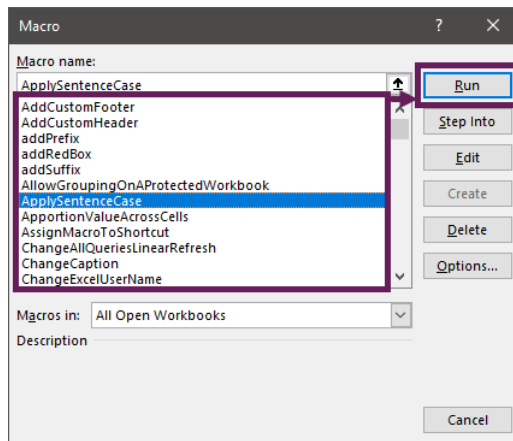 Macro
? ×
Macro name:
ApplySentenceCase
Run
AddCustomFooter
AddCustomHeader
addPrefix
addRedBox
addSuffix
AllowGroupingOnAProtectedWorkbook
ApplySentenceCase
ApportionValueAcrossCells
AssignMacroToShortcut
ChangeAllQueriesLinearRefresh
ChangeCaption
ChangeExcelUserName
Step Into
Edit
Create
Delete
Options...
Macros in: All Open Workbooks
Description
Cancel